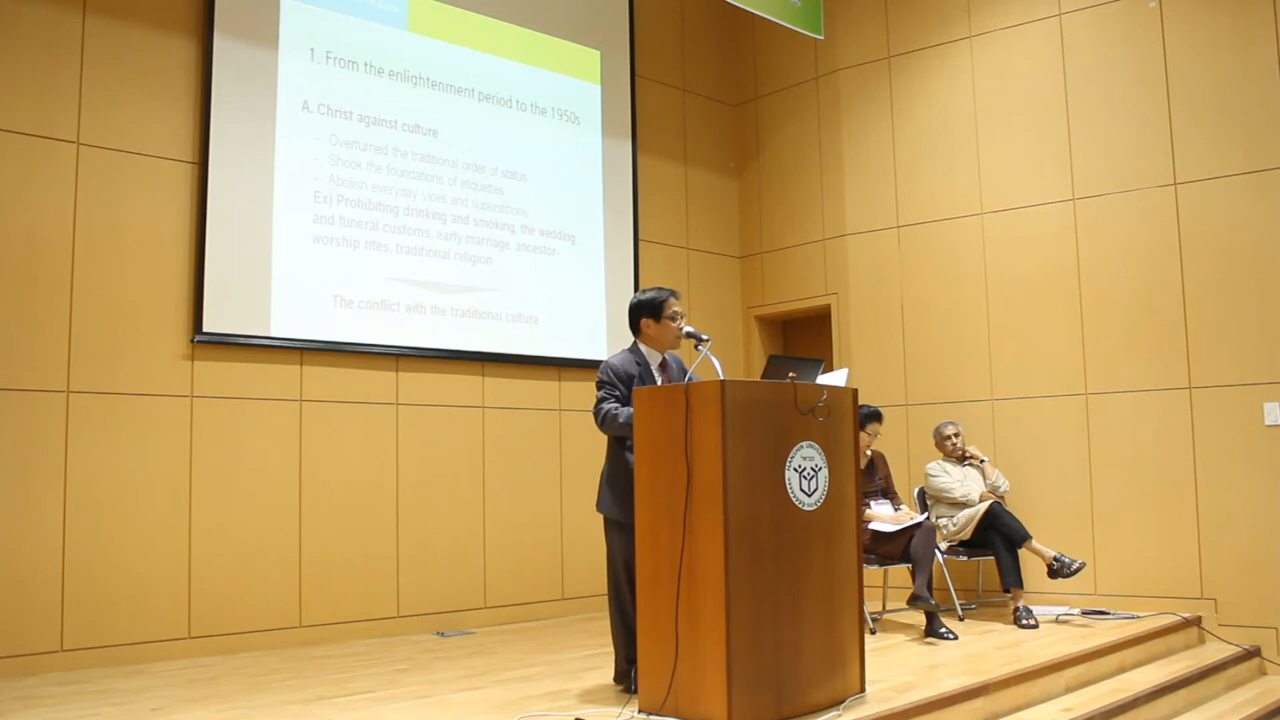 1. From the enlightenment period to the 1950s
A. Christ against culture
- Overturned the traditional order of status
- Shook the foundations of etiquettes
- Abolish everyday vices and superstitions
Ex) Prohibiting drinking and smoking, the wedding
and funeral customs, early marriage, ancestor-
worship rites, traditional religion
The conflict with the traditional culture
HANSHIN UNIVERSITY